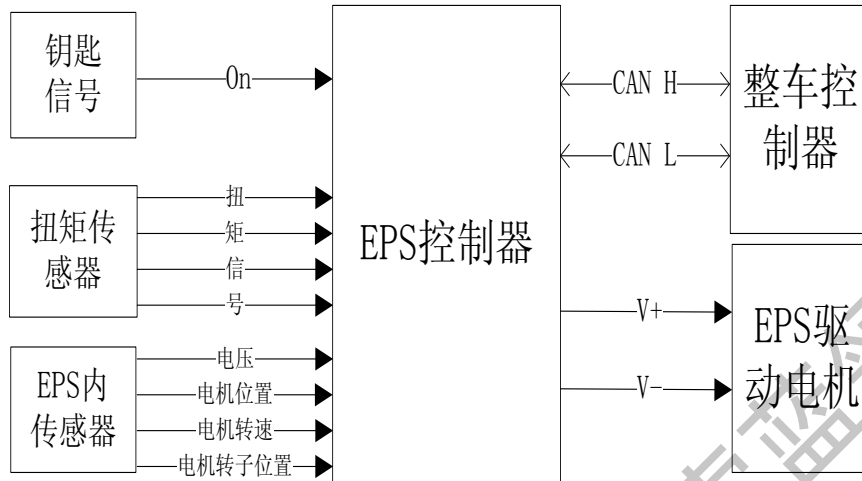 钥匙
信号
On
扭矩传
感器
扭
矩
信
号
EPS内
传感器
电压
电机位置
电机转速
电机转子位置
EPS控制器
CAN H
CAN L
整车控
制器
V+
V-
EPS驱
动电机
蓝